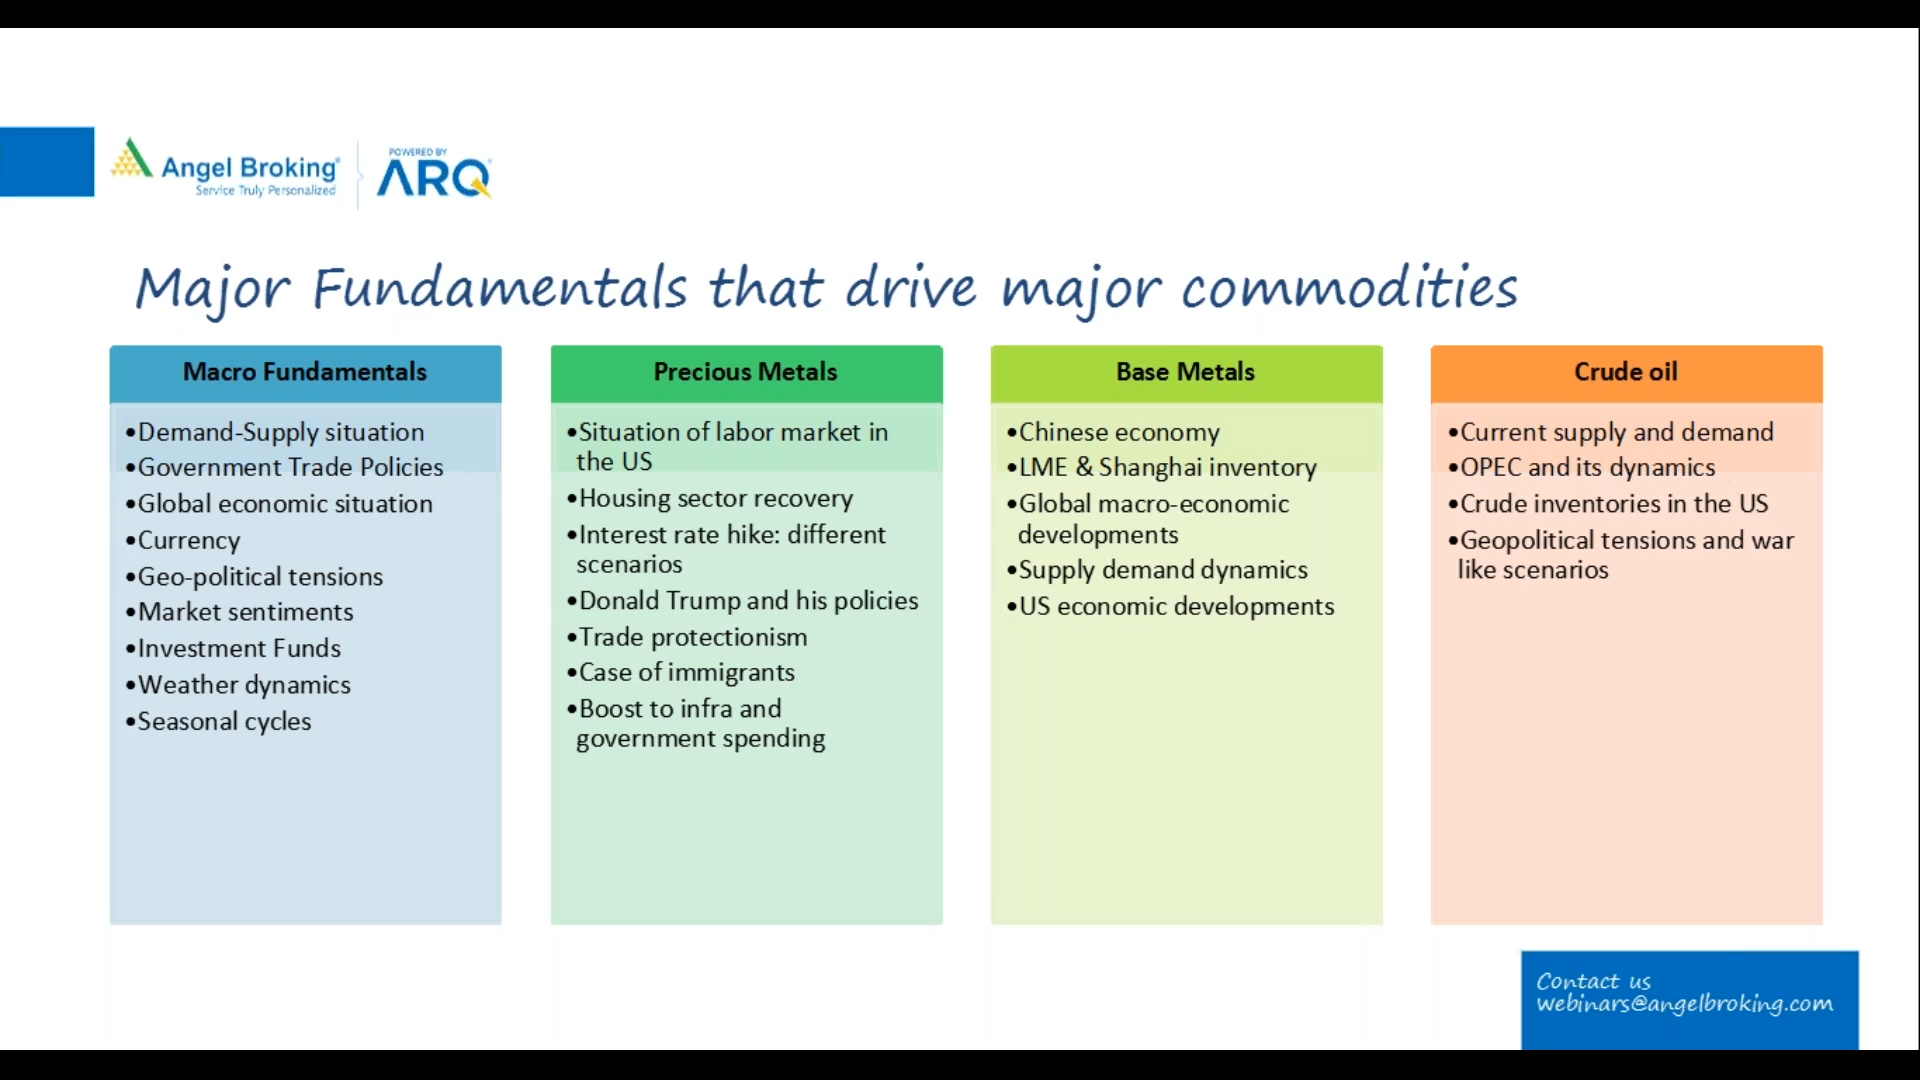 Angel Broking®
Service Truly Personalized
POWERED BY
ARQ
Major Fundamentals that drive major commodities
Macro Fundamentals
•Demand-Supply situation
•Government Trade Policies
•Global economic situation
•Currency
•Geo-political tensions
•Market sentiments
•Investment Funds
•Weather dynamics
•Seasonal cycles
Precious Metals
•Situation of labor market in
the US
•Housing sector recovery
•Interest rate hike: different
scenarios
•Donald Trump and his policies
•Trade protectionism
•Case of immigrants
•Boost to infra and
government spending
Base Metals
•Chinese economy
•LME & Shanghai inventory
•Global macro-economic
developments
•Supply demand dynamics
•US economic developments
Crude oil
•Current supply and demand
•OPEC and its dynamics
•Crude inventories in the US
•Geopolitical tensions and war
like scenarios
Contact us
webinars@angelbroking.com